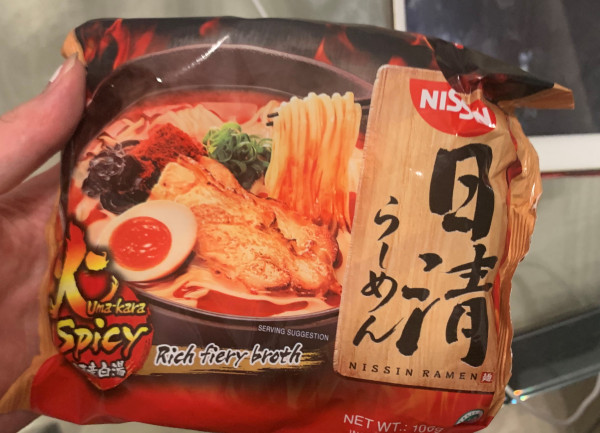 NISSIN
日清
らーめん
NISSIN RAMEN
火
Uma-kara
Spicy
辛白湯
Rich fiery broth
SERVING SUGGESTION
NET WT.: 100g